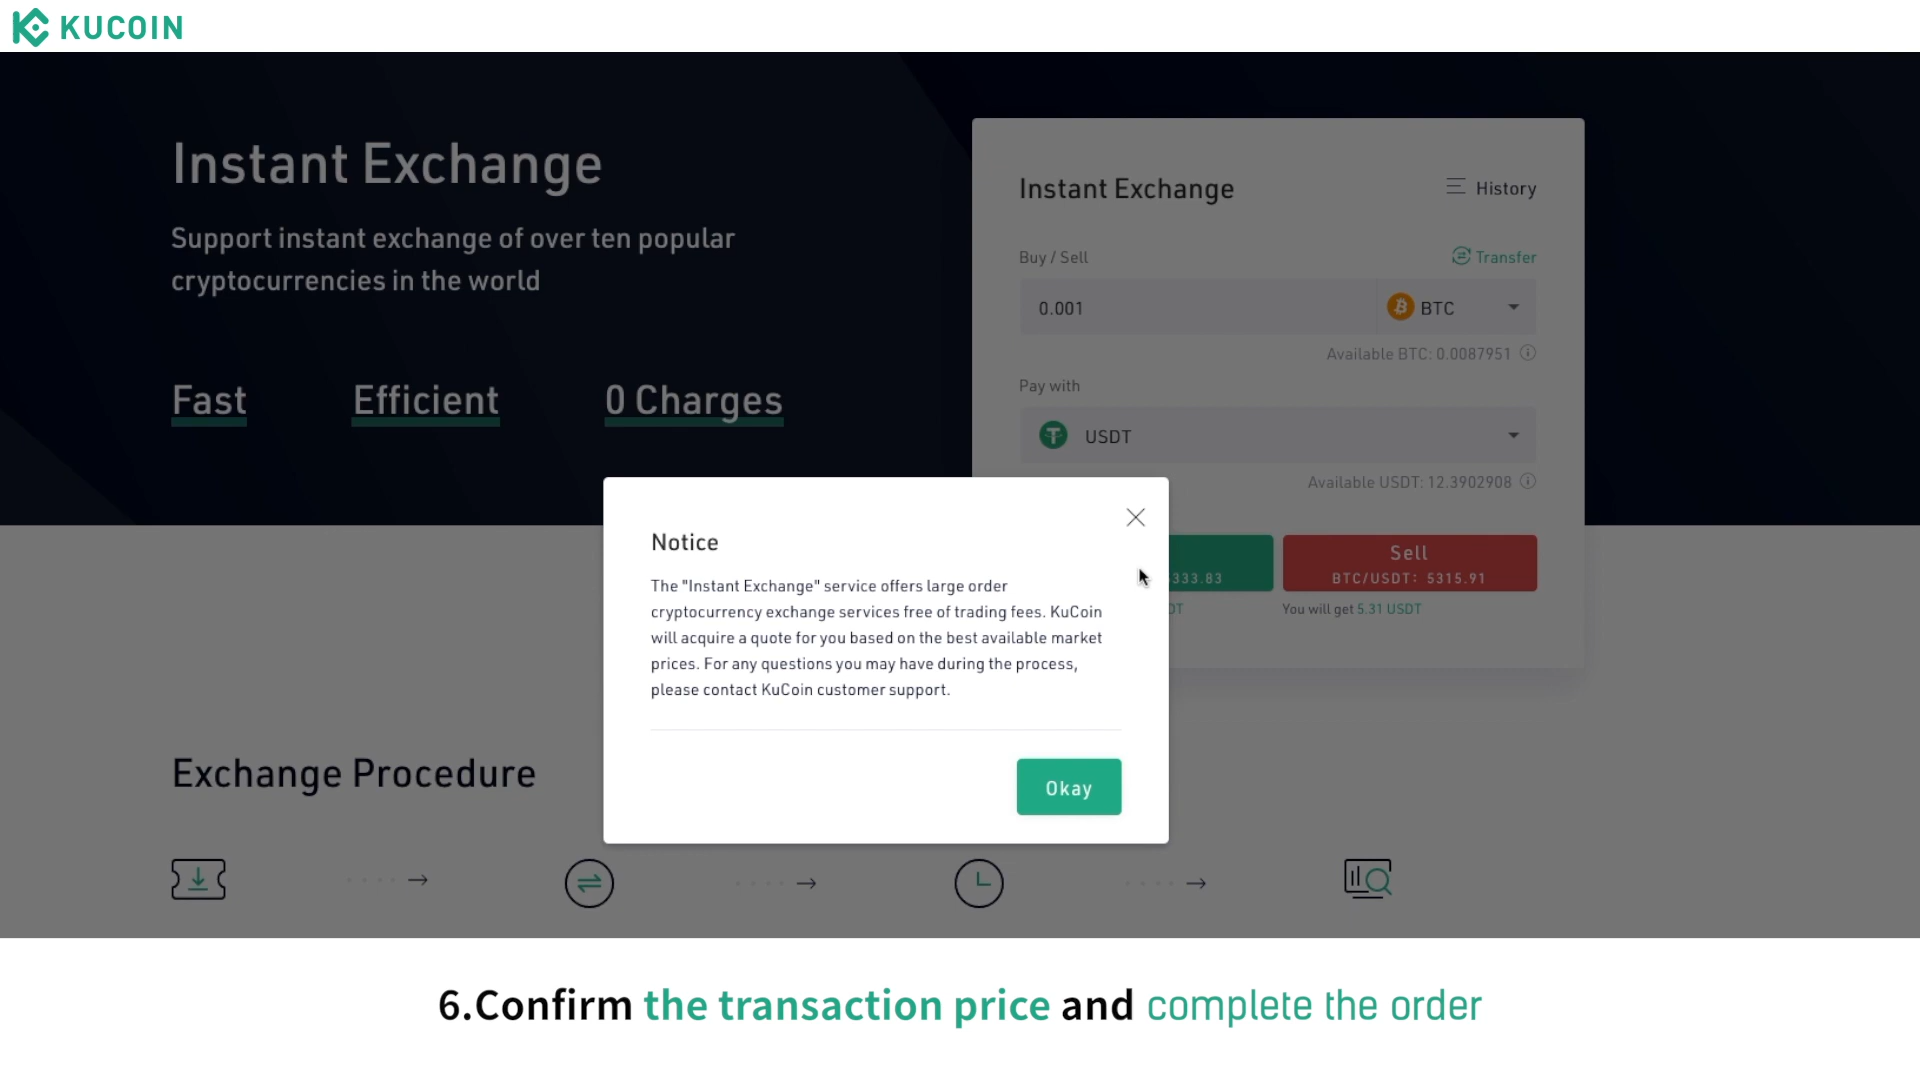 KUCOIN
Instant Exchange
Support instant exchange of over ten popular
cryptocurrencies in the world
Fast Efficient 0 Charges
Instant Exchange
History
Buy / Sell
Transfer
0.001
BTC
Available BTC: 0.0087951
Pay with
USDT
Available USDT: 12.3902908
333.83
Sell
BTC/USDT: 5315.91
You will get 5.31 USDT
Notice
The "Instant Exchange" service offers large order
cryptocurrency exchange services free of trading fees. KuCoin
will acquire a quote for you based on the best available market
prices. For any questions you may have during the process,
please contact KuCoin customer support.
Okay
Exchange Procedure
6.Confirm the transaction price and complete the order